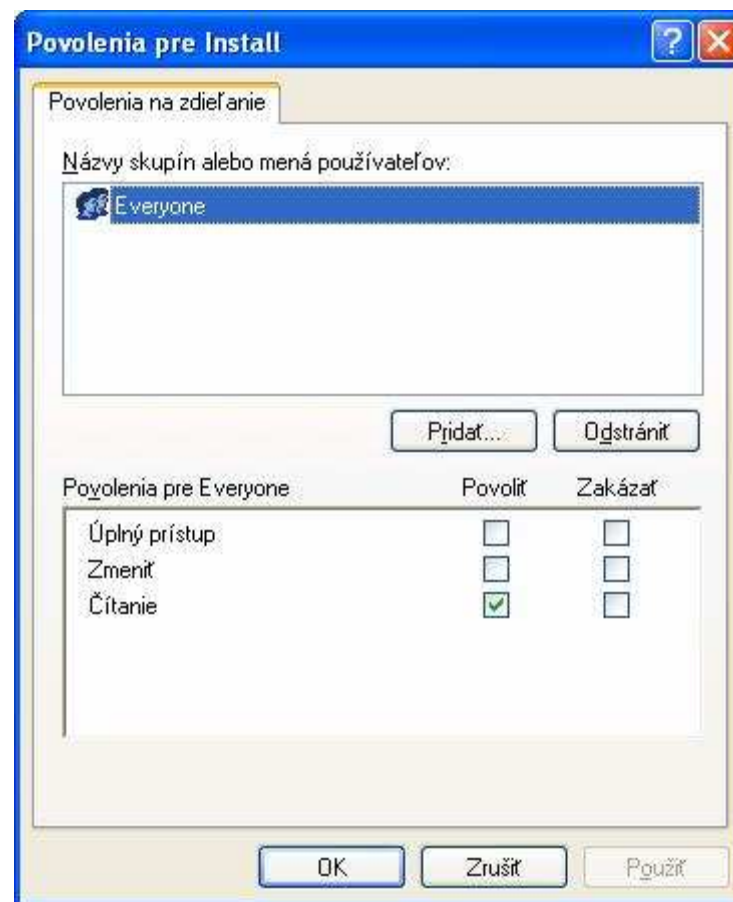 Povolenia pre Install
Povolenia na zdieľanie
Názvy skupín alebo mená používateľov:
Everyone
Pridať... Odstrániť
Povolenia pre Everyone Povoliť Zakázať
Úplný prístup
Zmeniť
Čítanie
OK Zrušiť Použiť